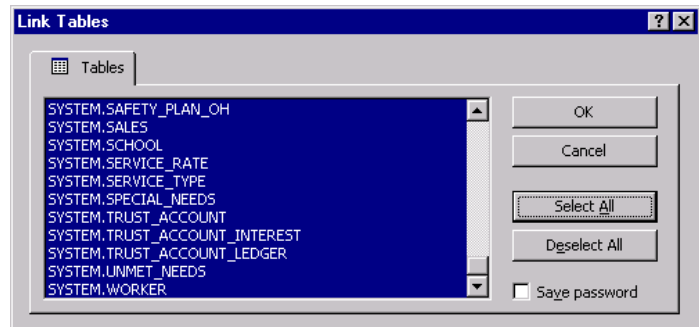 Link Tables
Tables
SYSTEM.SAFETY_PLAN_OH
SYSTEM.SALES
SYSTEM.SCHOOL
SYSTEM.SERVICE_RATE
SYSTEM.SERVICE_TYPE
SYSTEM.SPECIAL_NEEDS
SYSTEM.TRUST_ACCOUNT
SYSTEM.TRUST_ACCOUNT_INTEREST
SYSTEM.TRUST_ACCOUNT_LEDGER
SYSTEM.UNMET_NEEDS
SYSTEM.WORKER
OK
Cancel
Select All
Deselect All
Save password